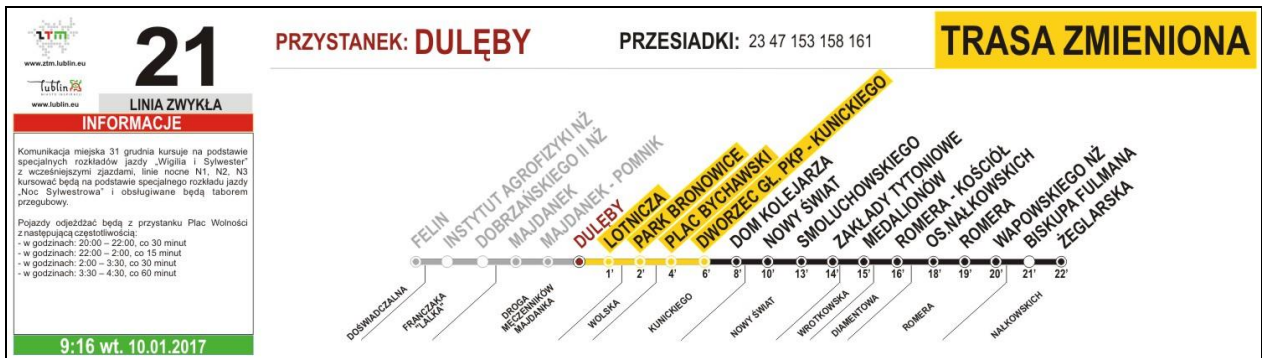 ztm
www.ztm.lublin.eu
lublin
www.lublin.eu
21
LINIA ZWYKŁA
PRZYSTANEK: DULĘBY
PRZESIADKI: 23 47 153 158 161
TRASA ZMIENIONA
INFORMACJE
Komunikacja miejska 31 grudnia kursuje na podstawie
specjalnych rozkładów jazdy „Wigilia i Sylwester"
z wcześniejszymi zjazdami, linie nocne N1, N2, N3
kursować będą na podstawie specjalnego rozkładu jazdy
„Noc Sylwestrowa" i obsługiwane będą taborem
przegubowy.
Pojazdy odjeżdżać będą z przystanku Plac Wolności
z następującą częstotliwością:
- w godzinach: 20:00 – 22:00, co 30 minut
- w godzinach: 22:00 – 2:00, co 15 minut
- w godzinach: 2:00 – 3:30, co 30 minut
- w godzinach: 3:30 – 4:30, co 60 minut
9:16 wt. 10.01.2017
FELIN
INSTYTUT AGROFIZYKI NŻ
DOBRZAŃSKIEGO II NŻ
MAJDANEK
MAJDANEK - POMNIK
DULĘBY
LOTNICZA
PARK BRONOWICE
PLAC BYCHAWSKI
DWORZEC GŁ. PKP - KUNICKIEGO
DOM KOLEJARZA
NOWY ŚWIAT
SMOLUCHOWSKIEGO
ZAKŁADY TYTONIOWE
MEDALIONÓW
ROMERA - KOŚCIÓŁ
OS.NAŁKOWSKICH
ROMERA
WAPOWSKIEGO NŻ
BISKUPA FULMANA
ŻEGLARSKA
1' 2' 4' 6' 8' 10' 13' 14' 15' 16' 18' 19' 20' 21' 22'
DOŚWIADCZALNA
FRANCZAKA
"LALKA"
DROGA
MĘCZENNIKÓW
MAJDANKA
WOLSKA
KUNICKIEGO
NOWY ŚWIAT
WROTKOWSKA
DIAMENTOWA
ROMERA
NAŁKOWSKICH